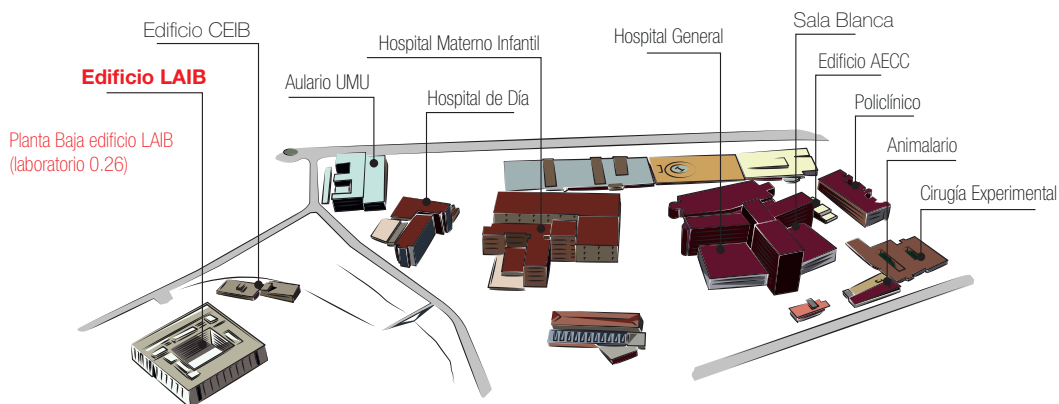 Edificio CEIB
Edificio LAIB
Planta Baja edificio LAIB
(laboratorio 0.26)
Aulario UMU
Hospital Materno Infantil
Hospital de Día
Hospital General
Sala Blanca
Edificio AECC
Policlínico
Animalario
Cirugía Experimental